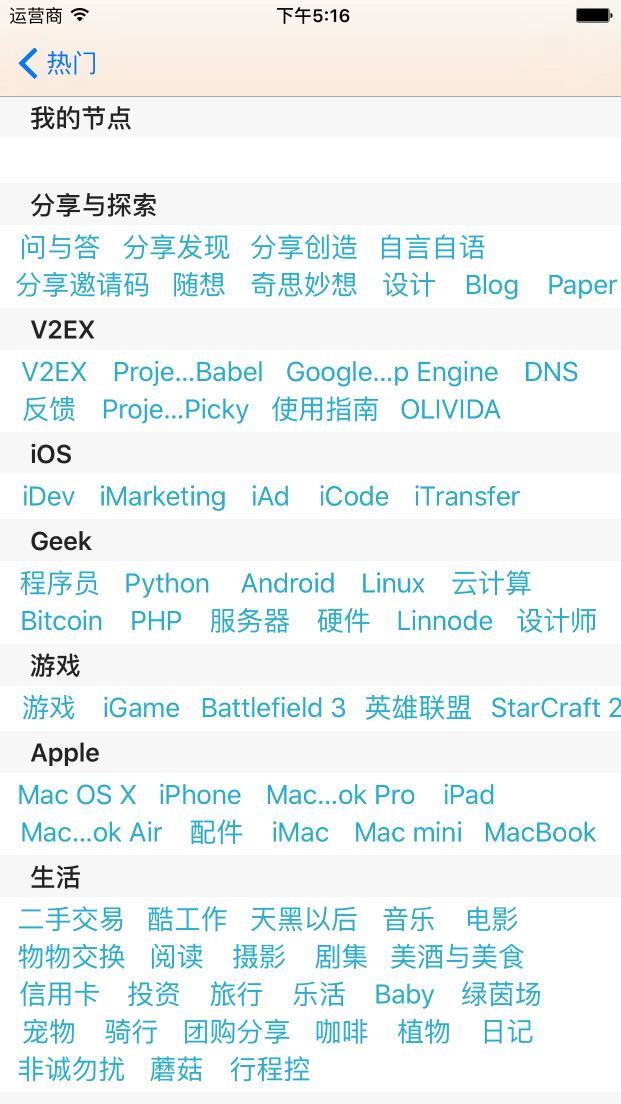 运营商 下午5:16
热门
我的节点
分享与探索
问与答 分享发现 分享创造 自言自语
分享邀请码 随想 奇思妙想 设计 Blog Paper
V2EX
V2EX Proje...Babel Google...p Engine DNS
反馈 Proje...Picky 使用指南 OLIVIDA
iOS
iDev iMarketing iAd iCode iTransfer
Geek
程序员 Python Android Linux 云计算
Bitcoin PHP 服务器 硬件 Linnode 设计师
游戏
游戏 iGame Battlefield 3 英雄联盟 StarCraft 2
Apple
Mac OS X iPhone Mac...ok Pro iPad
Mac...ok Air 配件 iMac Mac mini MacBook
生活
二手交易 酷工作 天黑以后 音乐 电影
物物交换 阅读 摄影 剧集 美酒与美食
信用卡 投资 旅行 乐活 Baby 绿茵场
宠物 骑行 团购分享 咖啡 植物 日记
非诚勿扰 蘑菇 行程控